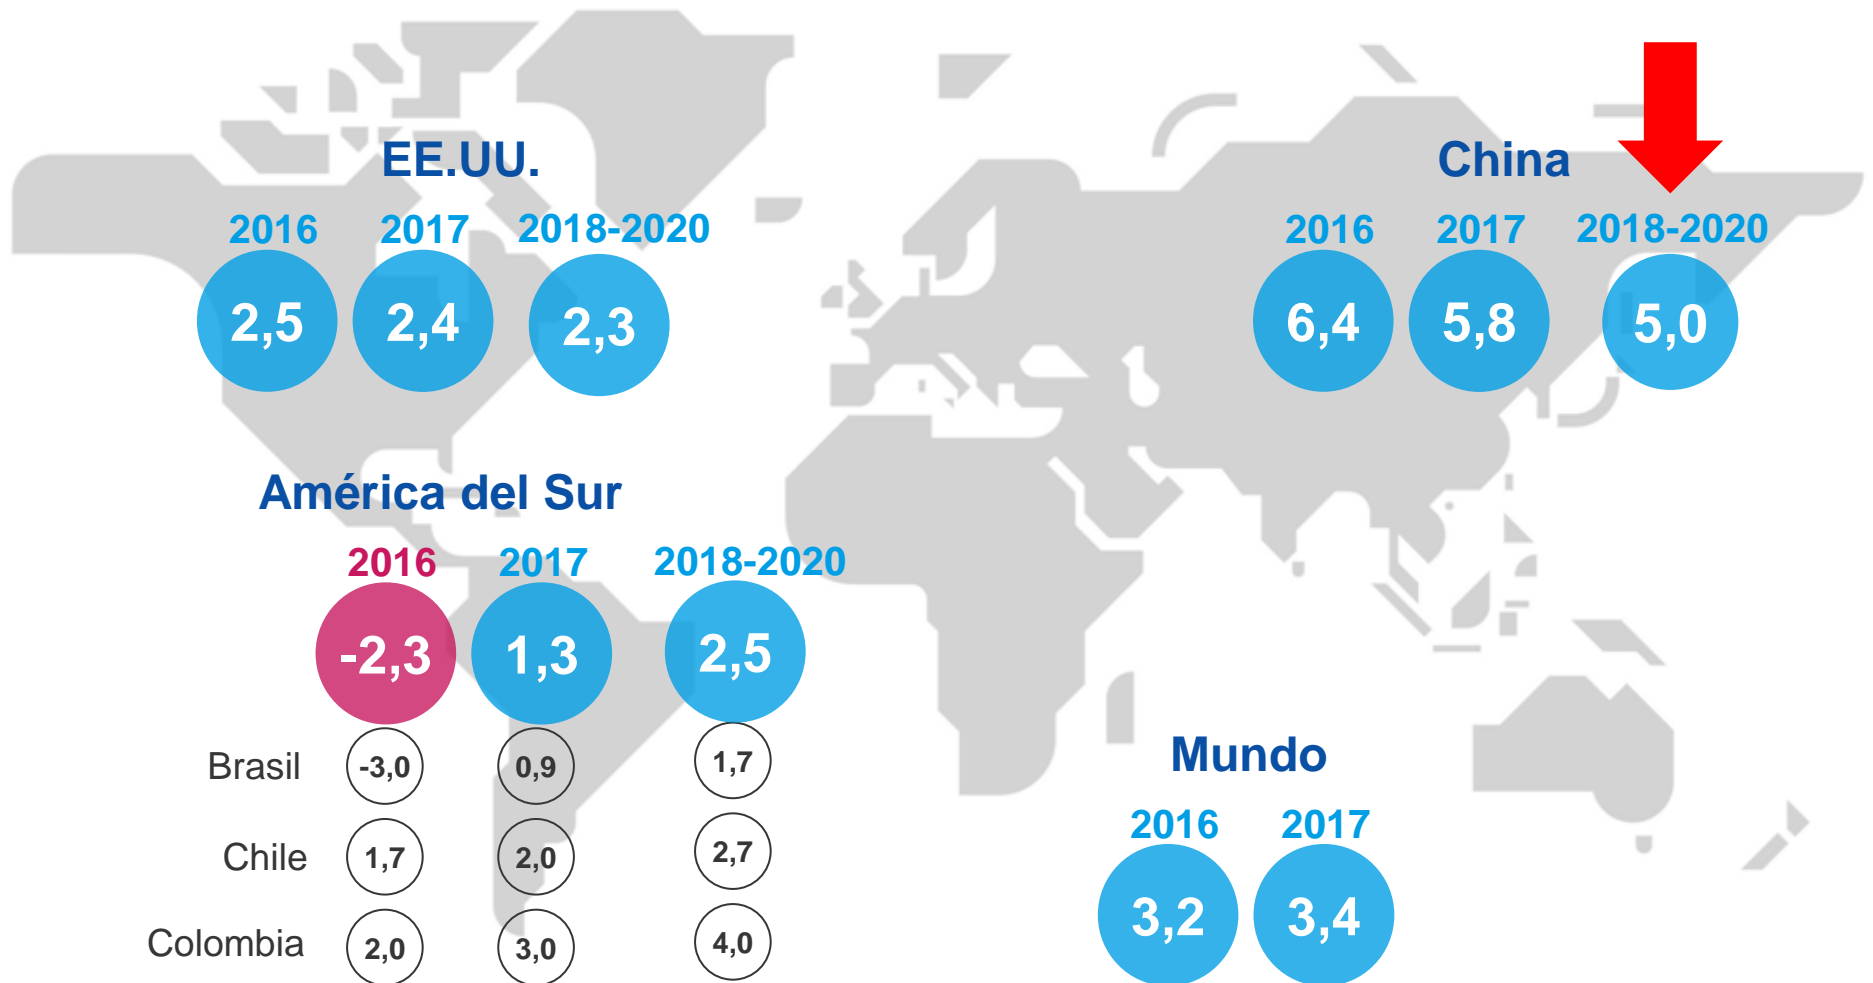 EE.UU.
2016 2017 2018-2020
2,5 2,4 2,3
China
2016 2017 2018-2020
6,4 5,8 5,0
América del Sur
2016 2017 2018-2020
-2,3 1,3 2,5
Brasil -3,0 0,9 1,7
Chile 1,7 2,0 2,7
Colombia 2,0 3,0 4,0
Mundo
2016 2017
3,2 3,4